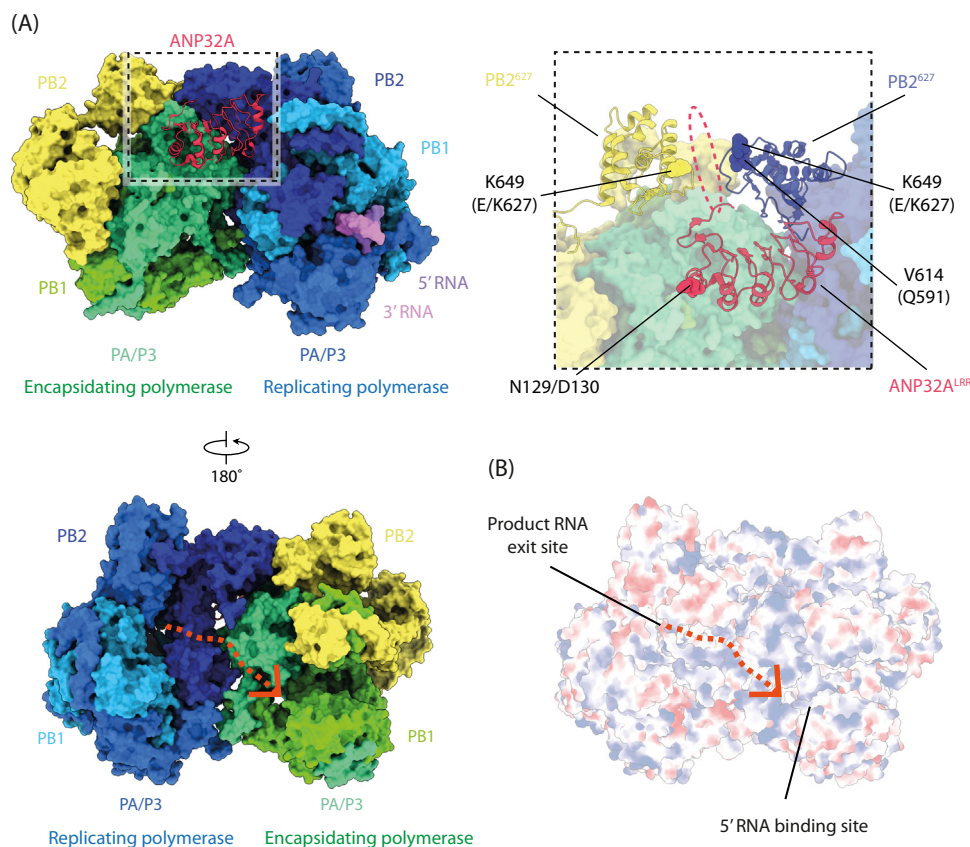 (A)
ANP32A
PB2
PB2
PB1
PB1
5′ RNA
3′ RNA
PA/P3
PA/P3
Encapsidating polymerase
Replicating polymerase
PB2⁶²⁷
PB2⁶²⁷
K649
(E/K627)
K649
(E/K627)
V614
(Q591)
N129/D130
ANP32Aᴸᴿᴿ
180°
PB2
PB2
PB1
PB1
PA/P3
PA/P3
Replicating polymerase
Encapsidating polymerase
(B)
Product RNA
exit site
5′ RNA binding site